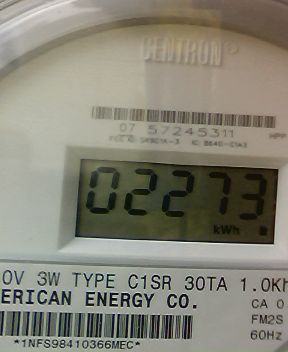 CENTRON®
07 57245311
02273
kWh
0V 3W TYPE C1SR 30TA 1.0Kh
ERICAN ENERGY CO.
CA 0
FM2S
60Hz
*1NFS98410366MEC*